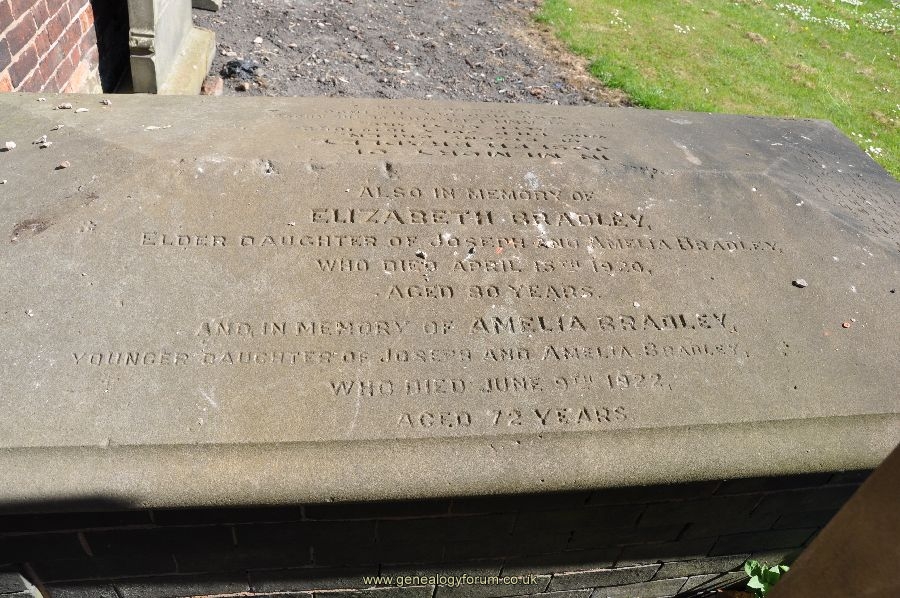 ALSO IN MEMORY OF
ELIZABETH BRADLEY,
ELDER DAUGHTER OF JOSEPH AND AMELIA BRADLEY,
WHO DIED APRIL 15TH 1920,
AGED 80 YEARS.
AND IN MEMORY OF AMELIA BRADLEY,
YOUNGER DAUGHTER OF JOSEPH AND AMELIA BRADLEY,
WHO DIED JUNE 9TH 1922,
AGED 72 YEARS.
www.genealogyforum.co.uk